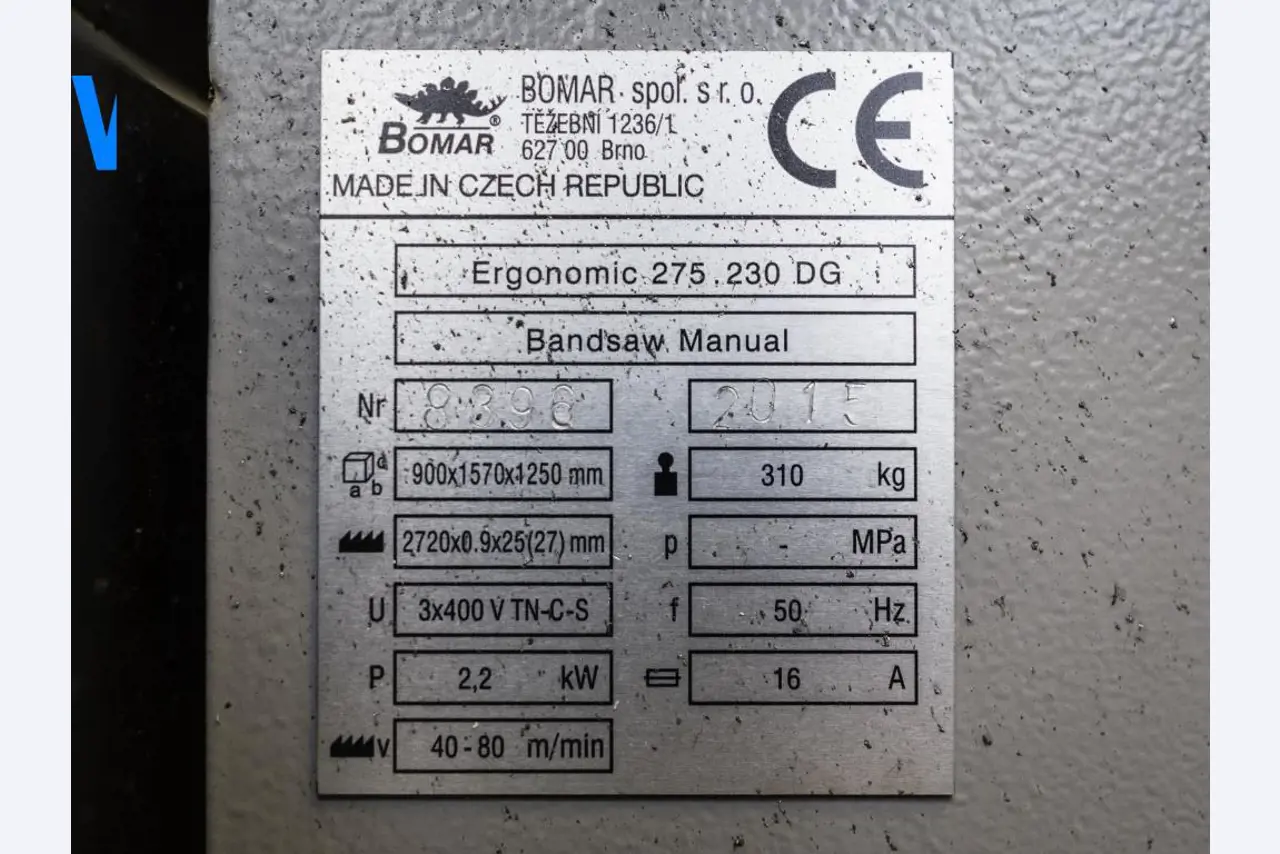 BOMAR®
BOMAR spol. s r. o.
TĚŽEBNÍ 1236/1
627 00 Brno
CE
MADE IN CZECH REPUBLIC
Ergonomic 275.230 DG
Bandsaw Manual
Nr 2015
a b d 900x1570x1250 mm 310 kg
2720x0.9x25(27) mm p - MPa
U 3x400 V TN-C-S f 50 Hz
P 2,2 kW 16 A
v 40-80 m/min